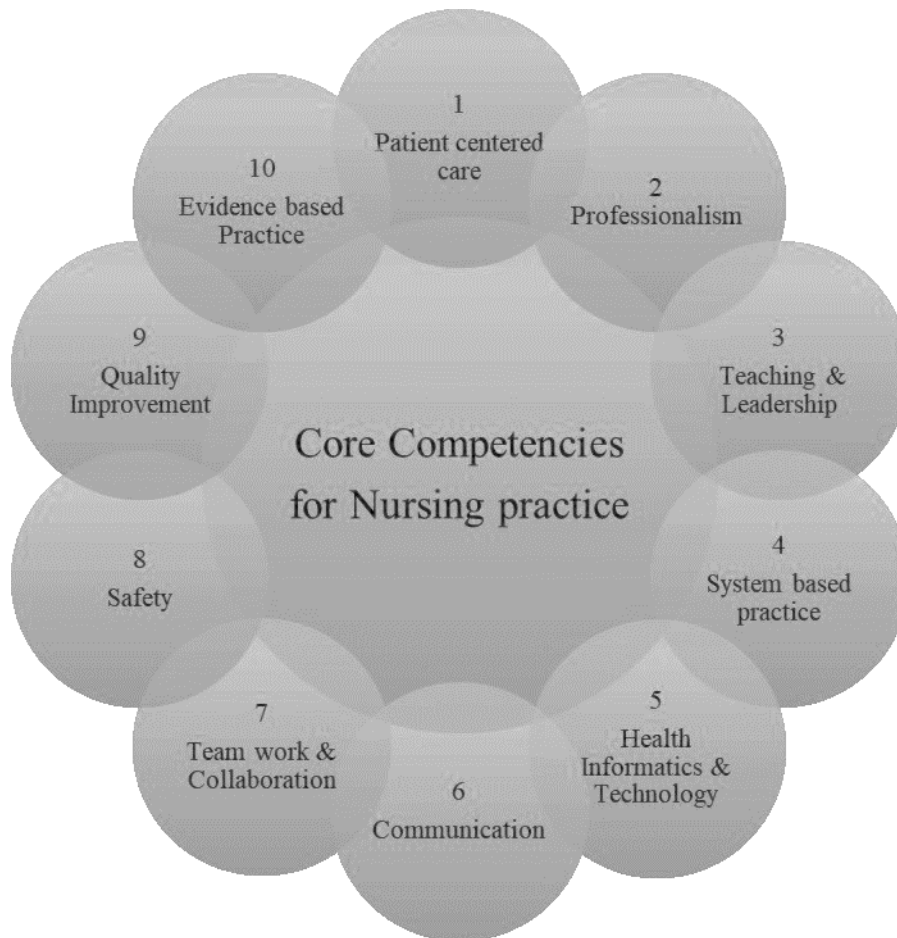 1
Patient centered
care
2
Professionalism
3
Teaching &
Leadership
4
System based
practice
5
Health
Informatics &
Technology
6
Communication
7
Team work &
Collaboration
8
Safety
9
Quality
Improvement
10
Evidence based
Practice
Core Competencies
for Nursing practice